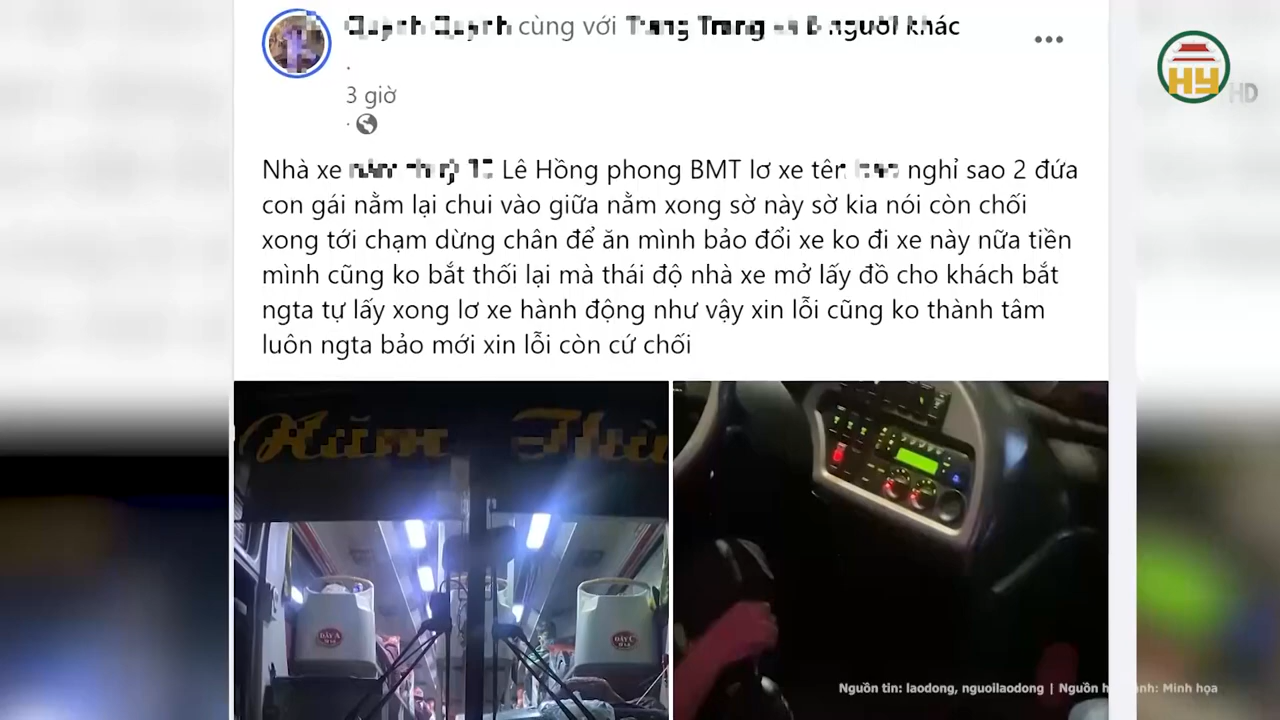 cùng với
người khác
3 giờ
Nhà xe Lê Hồng phong BMT lơ xe tên nghỉ sao 2 đứa
con gái nằm lại chui vào giữa nằm xong sờ này sờ kia nói còn chối
xong tới chạm dừng chân để ăn mình bảo đổi xe ko đi xe này nữa tiền
mình cũng ko bắt thối lại mà thái độ nhà xe mở lấy đồ cho khách bắt
ngta tự lấy xong lơ xe hành động như vậy xin lỗi cũng ko thành tâm
luôn ngta bảo mới xin lỗi còn cứ chối
HY HD
DÃY A
DÃY C
Nguồn tin: laodong, nguoilaodong | Nguồn Minh họa